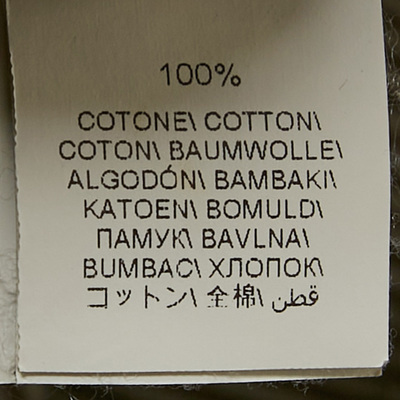 100%
COTONE\ COTTON\
COTON\ BAUMWOLLE\
ALGODÓN\ BAMBAKI\
KATOEN\ BOMULD\
ПАМУК\ BAVLNA\
BUMBAC\ ХЛОПОК\
コットン\ 全棉\ قطن